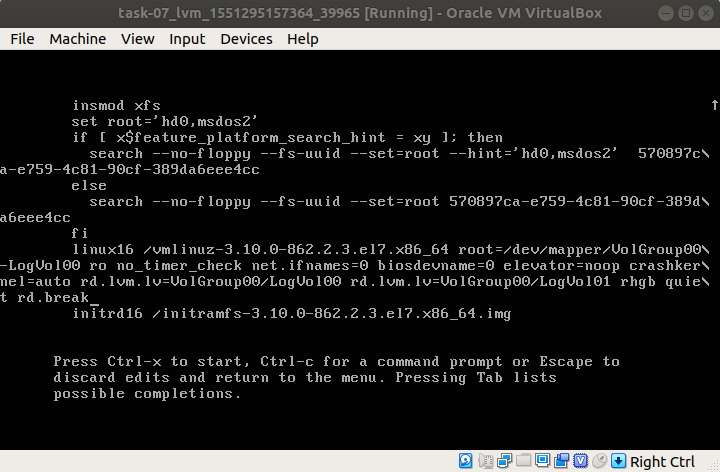 task-07_lvm_1551295157364_39965 [Running] - Oracle VM VirtualBox
File Machine View Input Devices Help
insmod xfs ↑
set root='hd0,msdos2'
if [ x$feature_platform_search_hint = xy ]; then
search --no-floppy --fs-uuid --set=root --hint='hd0,msdos2' 570897c\
a-e759-4c81-90cf-389da6eee4cc
else
search --no-floppy --fs-uuid --set=root 570897ca-e759-4c81-90cf-389d\
a6eee4cc
fi
linux16 /vmlinuz-3.10.0-862.2.3.el7.x86_64 root=/dev/mapper/VolGroup00\
-LogVol00 ro no_timer_check net.ifnames=0 biosdevname=0 elevator=noop crashker\
nel=auto rd.lvm.lv=VolGroup00/LogVol00 rd.lvm.lv=VolGroup00/LogVol01 rhgb quie\
t rd.break_
initrd16 /initramfs-3.10.0-862.2.3.el7.x86_64.img
Press Ctrl-x to start, Ctrl-c for a command prompt or Escape to
discard edits and return to the menu. Pressing Tab lists
possible completions.
Right Ctrl